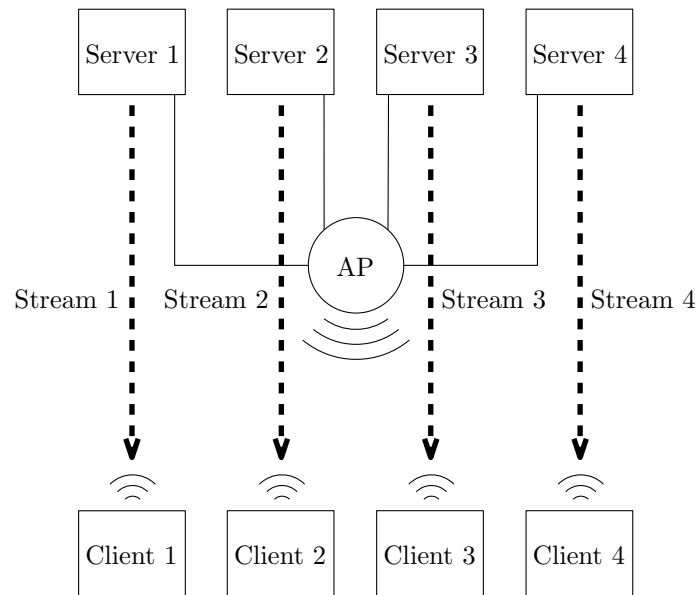 Server 1
Server 2
Server 3
Server 4
AP
Stream 1
Stream 2
Stream 3
Stream 4
Client 1
Client 2
Client 3
Client 4